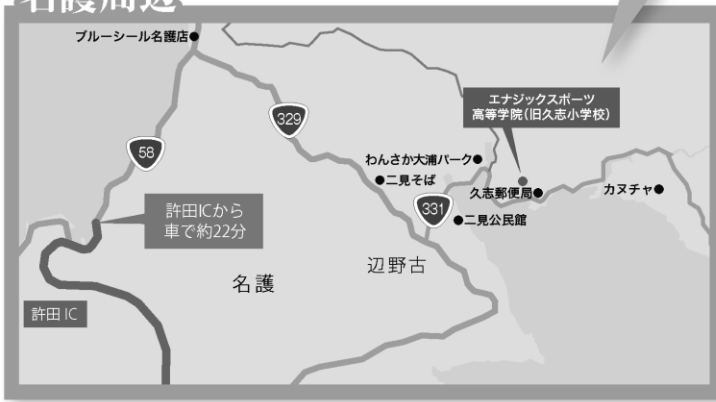 名護周辺
ブルーシール名護店
エナジックスポーツ
高等学院(旧久志小学校)
329
58
わんさか大浦パーク
二見そば
久志郵便局
カヌチャ
331
二見公民館
許田ICから
車で約22分
辺野古
名護
許田 IC